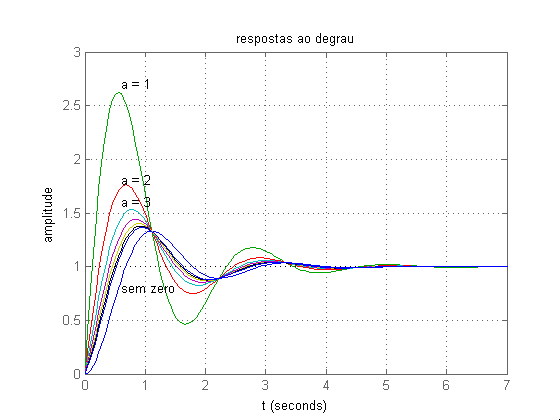 respostas ao degrau
3
a = 1
2.5
2
a = 2
a = 3
1.5
amplitude
1
sem zero
0.5
0
0 1 2 3 4 5 6 7
t (seconds)